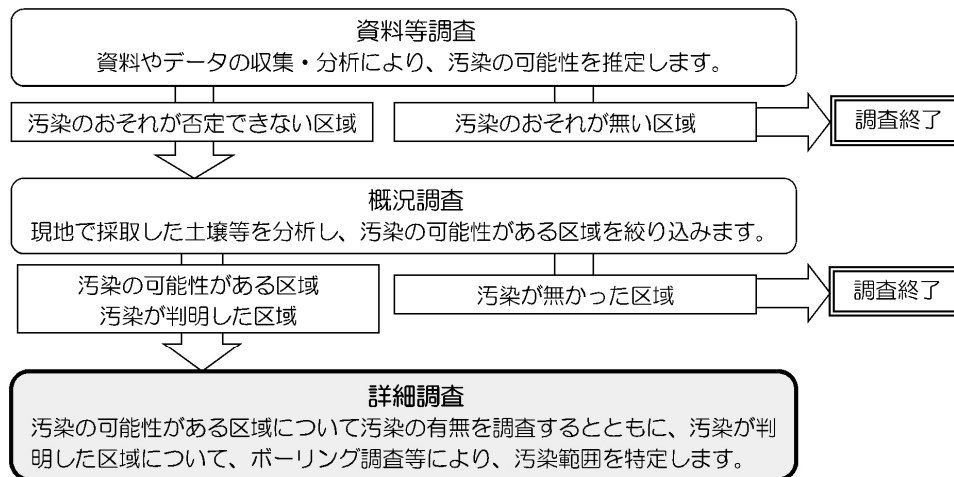 資料等調査
資料やデータの収集・分析により、汚染の可能性を推定します。
汚染のおそれが否定できない区域
汚染のおそれが無い区域
調査終了
概況調査
現地で採取した土壌等を分析し、汚染の可能性がある区域を絞り込みます。
汚染の可能性がある区域
汚染が判明した区域
汚染が無かった区域
調査終了
詳細調査
汚染の可能性がある区域について汚染の有無を調査するとともに、汚染が判
明した区域について、ボーリング調査等により、汚染範囲を特定します。